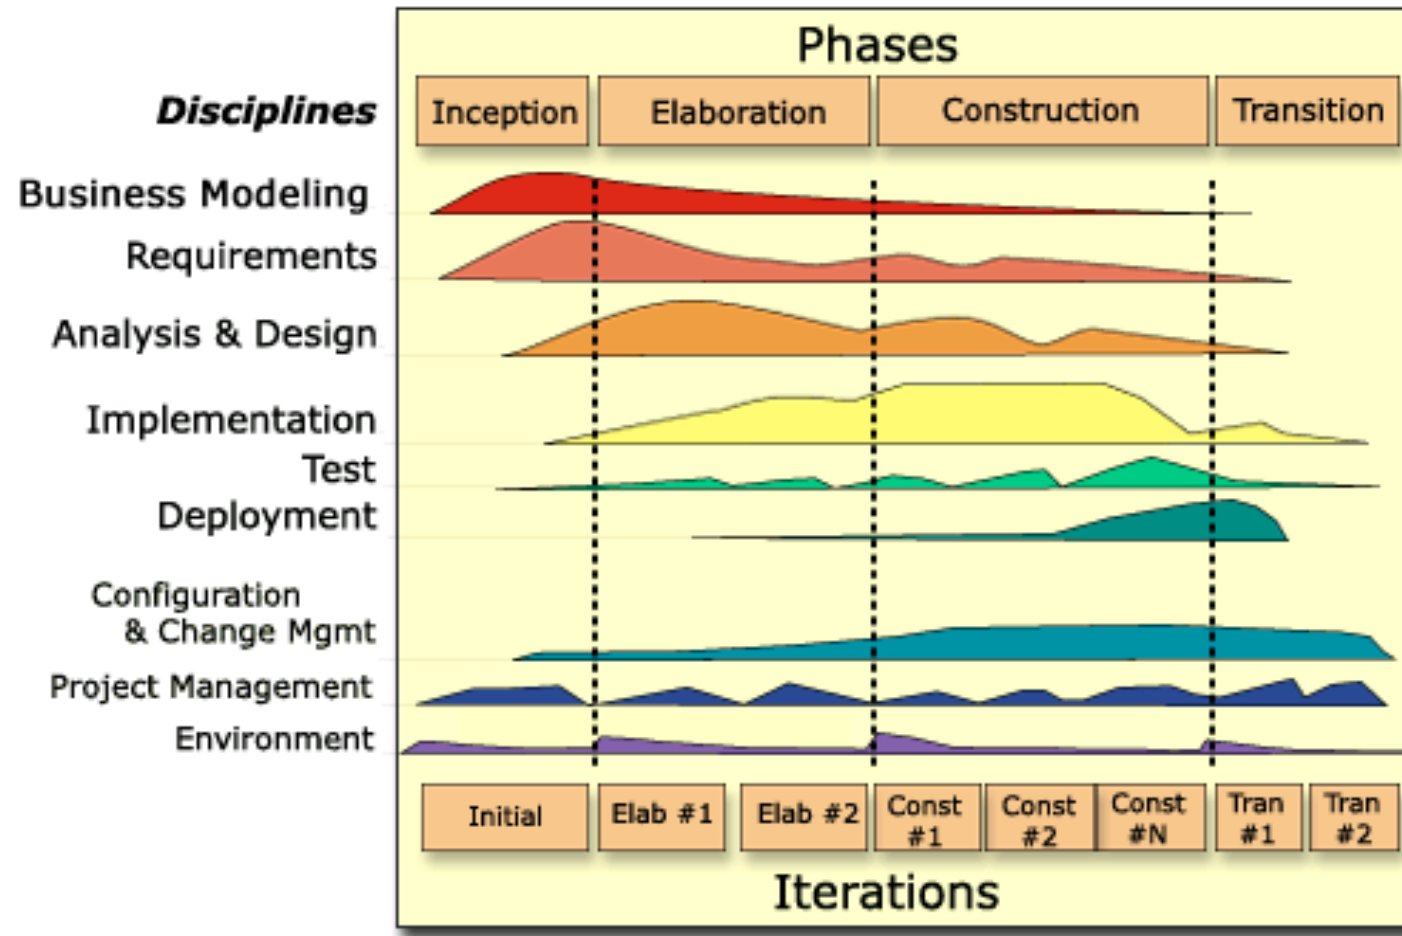 Phases
Disciplines
Inception
Elaboration
Construction
Transition
Business Modeling
Requirements
Analysis & Design
Implementation
Test
Deployment
Configuration
& Change Mgmt
Project Management
Environment
Initial
Elab #1
Elab #2
Const
#1
Const
#2
Const
#N
Tran
#1
Tran
#2
Iterations